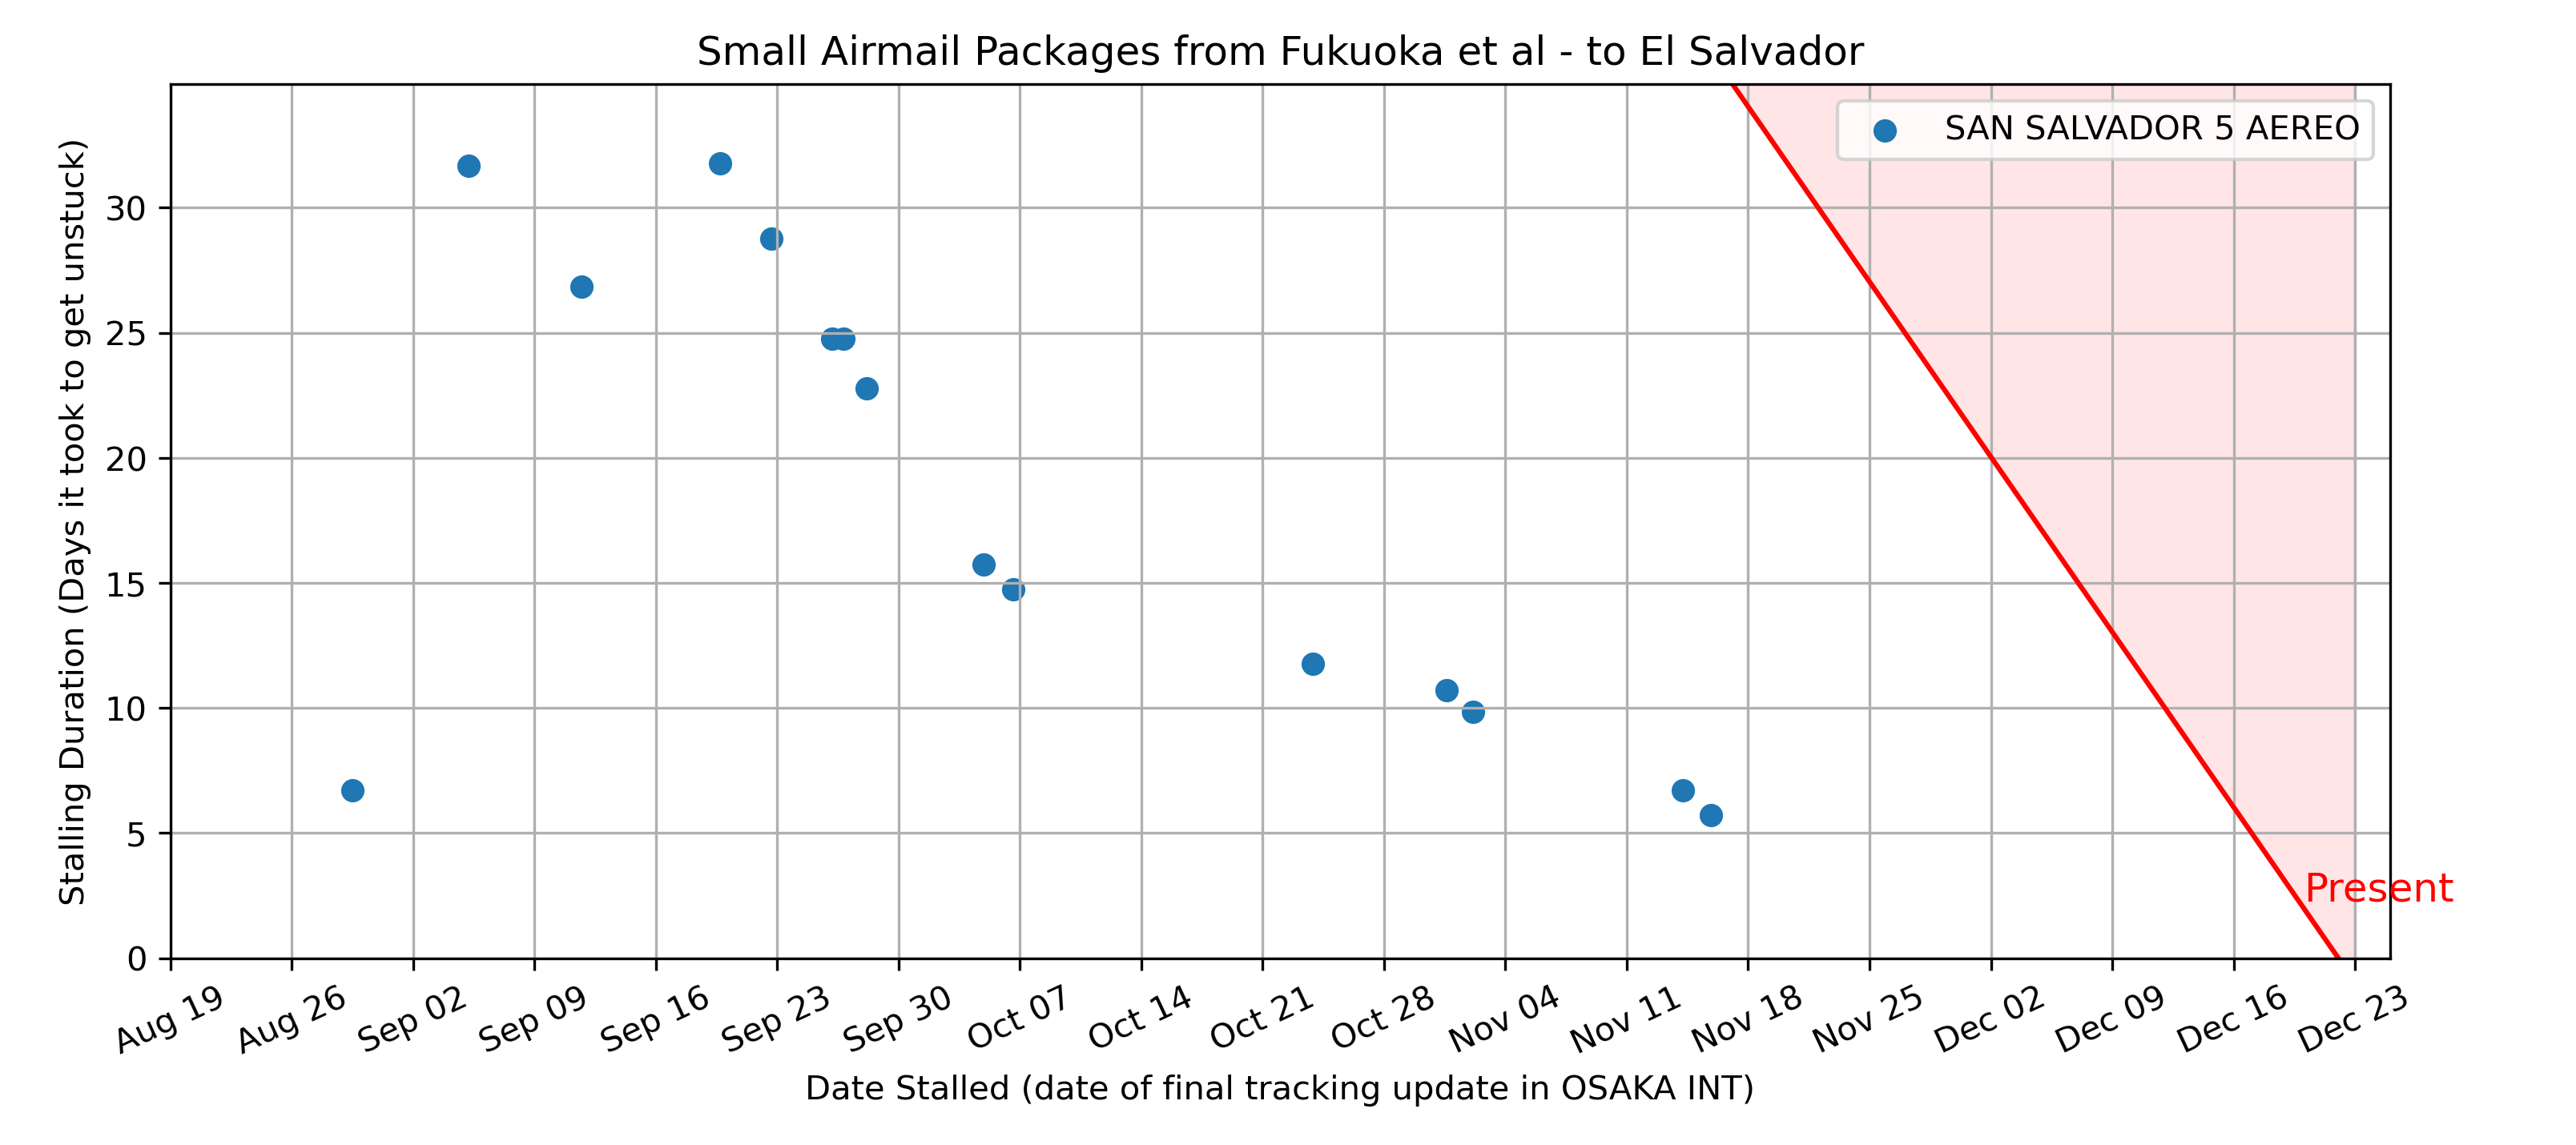 Small Airmail Packages from Fukuoka et al - to El Salvador
SAN SALVADOR 5 AEREO
Stalling Duration (Days it took to get unstuck)
30
25
20
15
10
5
0
Present
Aug 19
Aug 26
Sep 02
Sep 09
Sep 16
Sep 23
Sep 30
Oct 07
Oct 14
Oct 21
Oct 28
Nov 04
Nov 11
Nov 18
Nov 25
Dec 02
Dec 09
Dec 16
Dec 23
Date Stalled (date of final tracking update in OSAKA INT)